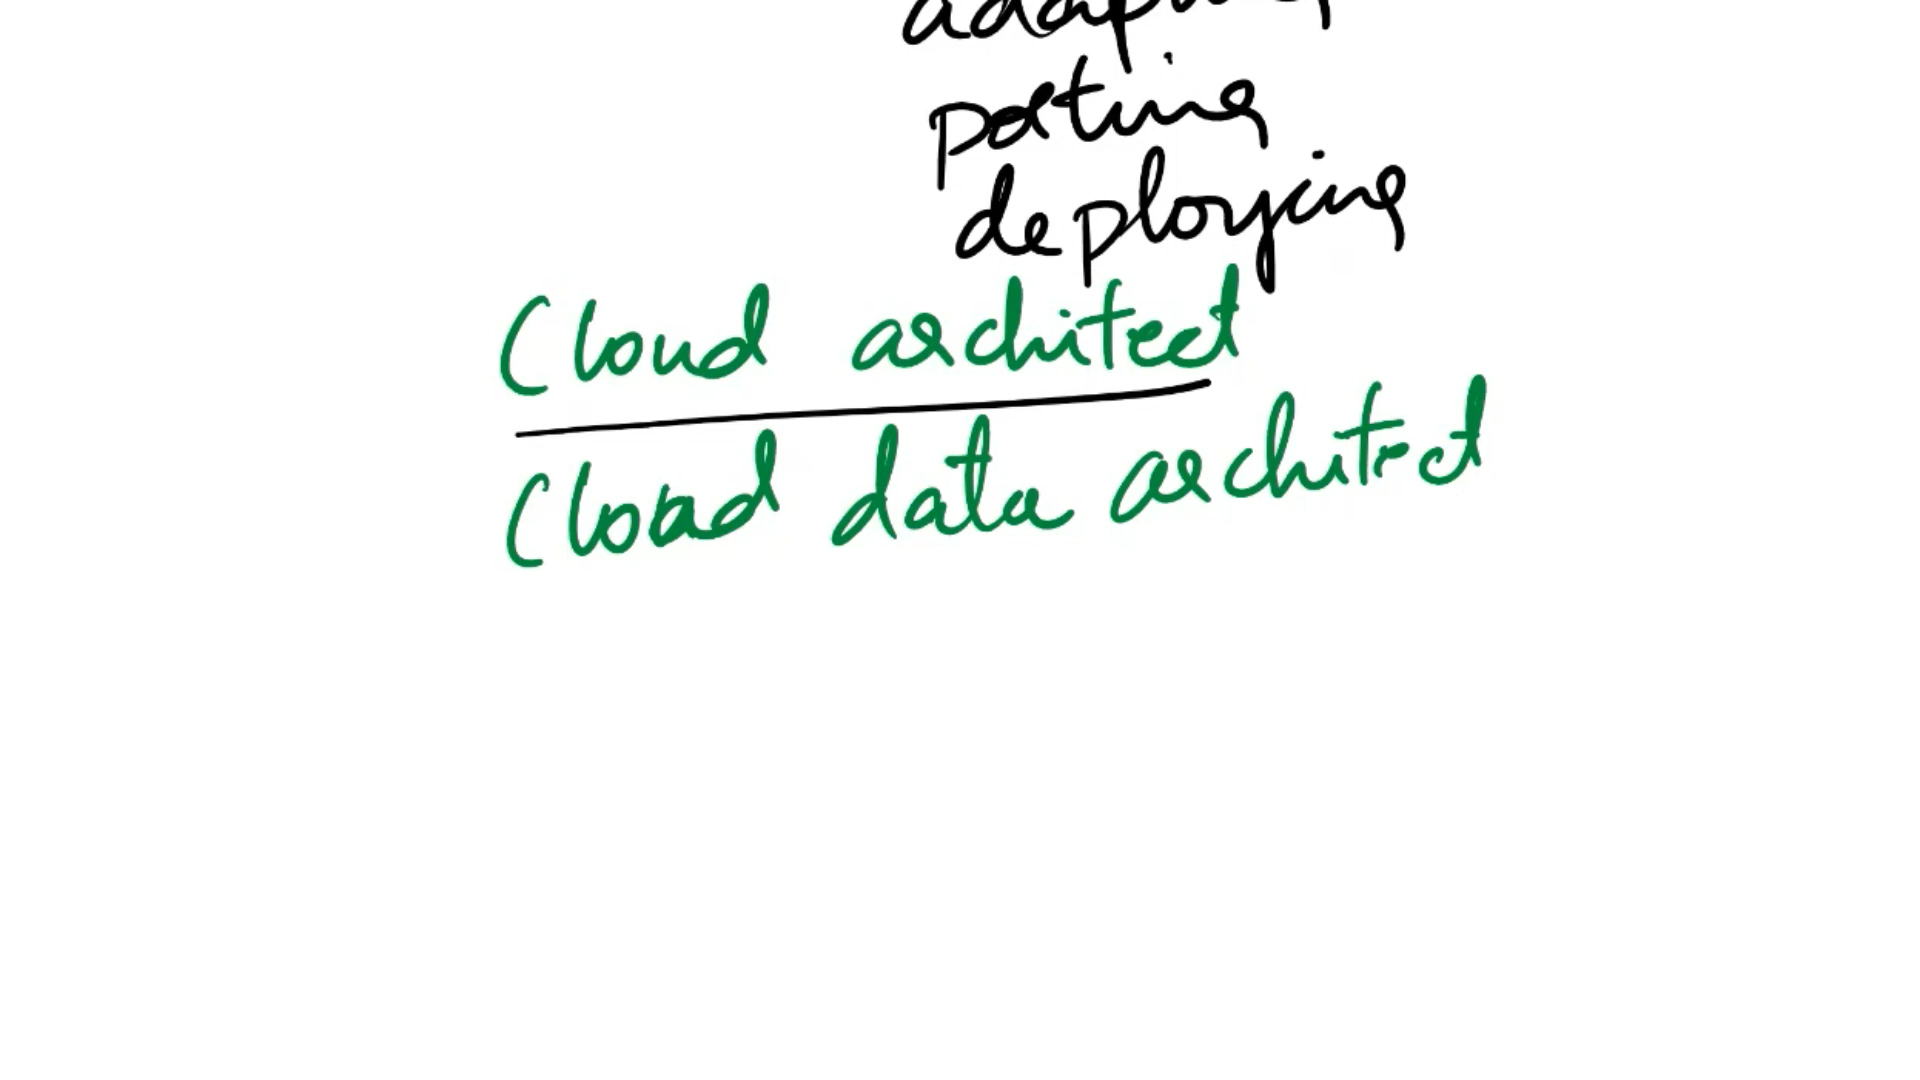 porting
deploying
Cloud architect
Cloud data architect